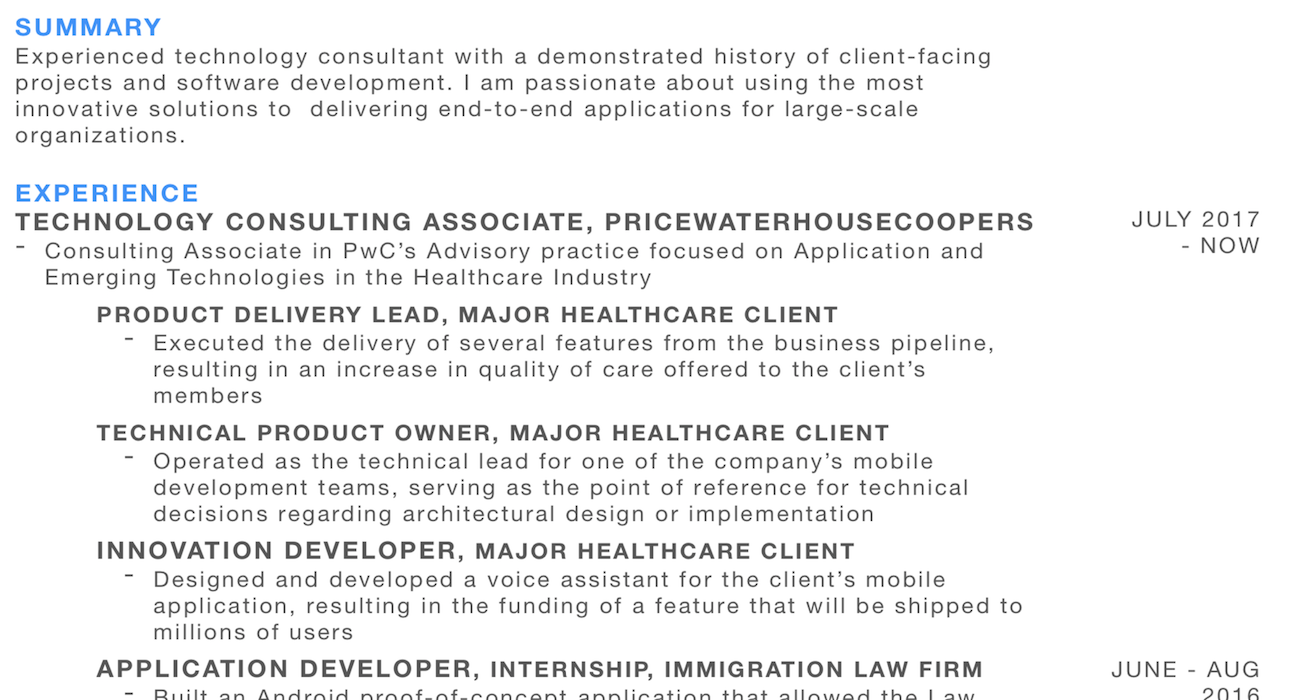 SUMMARY
Experienced technology consultant with a demonstrated history of client-facing
projects and software development. I am passionate about using the most
innovative solutions to  delivering end-to-end applications for large-scale
organizations.
EXPERIENCE
TECHNOLOGY CONSULTING ASSOCIATE, PRICEWATERHOUSECOOPERS JULY 2017
- NOW
- Consulting Associate in PwC’s Advisory practice focused on Application and
Emerging Technologies in the Healthcare Industry
PRODUCT DELIVERY LEAD, MAJOR HEALTHCARE CLIENT
- Executed the delivery of several features from the business pipeline,
resulting in an increase in quality of care offered to the client’s
members
TECHNICAL PRODUCT OWNER, MAJOR HEALTHCARE CLIENT
- Operated as the technical lead for one of the company’s mobile
development teams, serving as the point of reference for technical
decisions regarding architectural design or implementation
INNOVATION DEVELOPER, MAJOR HEALTHCARE CLIENT
- Designed and developed a voice assistant for the client’s mobile
application, resulting in the funding of a feature that will be shipped to
millions of users
APPLICATION DEVELOPER, INTERNSHIP, IMMIGRATION LAW FIRM JUNE - AUG
2016
- Built an Android proof-of-concept application that allowed the Law